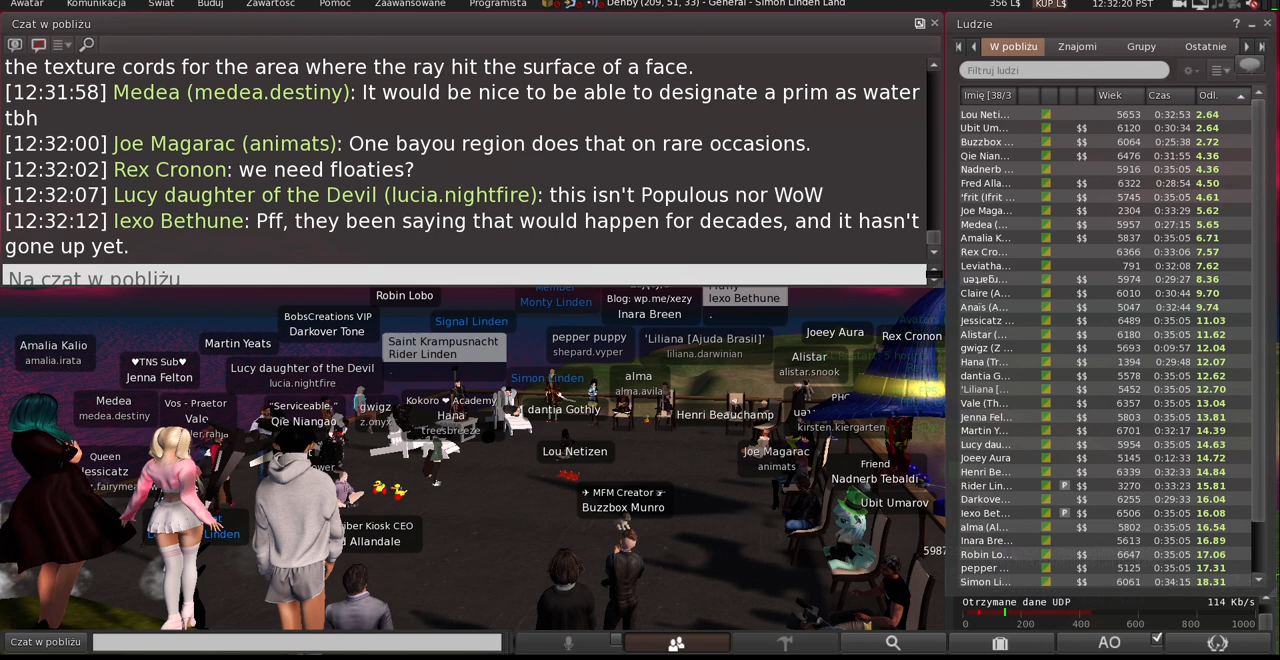 Awatar Komunikacja Świat Buduj Zawartość Pomoc Zaawansowane Programista
Denby (209, 51, 33) - General - Simon Linden Land
356 L$ KUP L$ 12:32:20 PST
Czat w pobliżu
the texture cords for the area where the ray hit the surface of a face.
[12:31:58] Medea (medea.destiny): It would be nice to be able to designate a prim as water
tbh
[12:32:00] Joe Magarac (animats): One bayou region does that on rare occasions.
[12:32:02] Rex Cronon: we need floaties?
[12:32:07] Lucy daughter of the Devil (lucia.nightfire): this isn't Populous nor WoW
[12:32:12] Iexo Bethune: Pff, they been saying that would happen for decades, and it hasn't
gone up yet.
Na czat w pobliżu
Robin Lobo
Member
Monty Linden
Blog: wp.me/xezy
Inara Breen
Iexo Bethune
.
BobsCreations VIP
Darkover Tone
Signal Linden
Martin Yeats
Saint Krampusnacht
Rider Linden
pepper puppy
shepard.vyper
'Liliana [Ajuda Brasil]'
liliana.darwinian
Joeey Aura
Rex Cronon
Amalia Kalio
amalia.irata
♥TNS Sub♥
Jenna Felton
Lucy daughter of the Devil
lucia.nightfire
Simon Linden
alma
alma.avila
Alistar
alistar.snook
Medea
medea.destiny
Vos - Praetor
Vale
"Serviceable,"
Qie Niangao
gwigz
z.onyx
Kokoro ❤ Academy
Hana
treesbreeze
dantia Gothly
Henri Beauchamp
kirsten.kiergarten
Queen
Jessicatz
Lou Netizen
Joe Magarac
animats
Friend
Nadnerb Tebaldi
✈ MFM Creator
Buzzbox Munro
Ubit Umarov
Linden
Kiosk CEO
Allandale
5987
Ludzie
W pobliżu Znajomi Grupy Ostatnie
Filtruj ludzi
Imię [38/3 Wiek Czas Odl.
Lou Neti... 5653 0:32:53 2.64
Ubit Um... $$ 6120 0:30:34 2.64
Buzzbox ... 6064 0:25:38 2.72
Qie Nian... $$ 6476 0:31:55 4.36
Nadnerb ... 5916 0:35:05 4.36
Fred Alla... $$ 6322 0:28:54 4.50
'frit (Ifrit ... $$ 5745 0:35:05 4.61
Joe Maga... $$ 2304 0:33:29 5.62
Medea (... $$ 5957 0:27:15 5.65
Amalia K... $$ 5837 0:35:05 6.71
Rex Cro... 6366 0:33:06 7.57
Leviatha... 791 0:32:08 7.62
$$ 5974 0:29:27 8.36
Claire (A... $$ 6010 0:30:44 9.70
Anaïs (A... $$ 5047 0:32:44 9.74
Jessicatz ... $$ 6489 0:35:05 11.03
Alistar (... $$ 6180 0:35:05 11.62
gwigz (Z ... $$ 5693 0:09:57 12.04
Hana (Tr... $$ 1394 0:29:48 12.07
dantia G... $$ 5578 0:35:05 12.62
'Liliana [... $$ 5452 0:35:05 12.70
Vale (Th... $$ 6357 0:35:05 13.04
Jenna Fel... $$ 5803 0:35:05 13.81
Martin Y... $$ 6701 0:32:17 14.39
Lucy dau... $$ 5954 0:35:05 14.63
Joeey Aura $$ 5145 0:12:33 14.72
Henri Be... $$ 6339 0:32:33 14.84
Rider Lin... P $$ 3270 0:33:23 15.81
Darkove... $$ 6255 0:29:33 16.04
Iexo Bet... P $$ 6506 0:35:05 16.08
alma (Al... $$ 5802 0:35:05 16.54
Inara Bre... 5613 0:35:05 16.89
Robin Lo... $$ 6647 0:35:05 17.06
pepper ... $$ 5125 0:35:05 17.31
Simon Li... $$ 6061 0:34:15 18.31
Otrzymane dane UDP 114 Kb/s
0 200 400 600 800 1000
Czat w pobliżu
AO